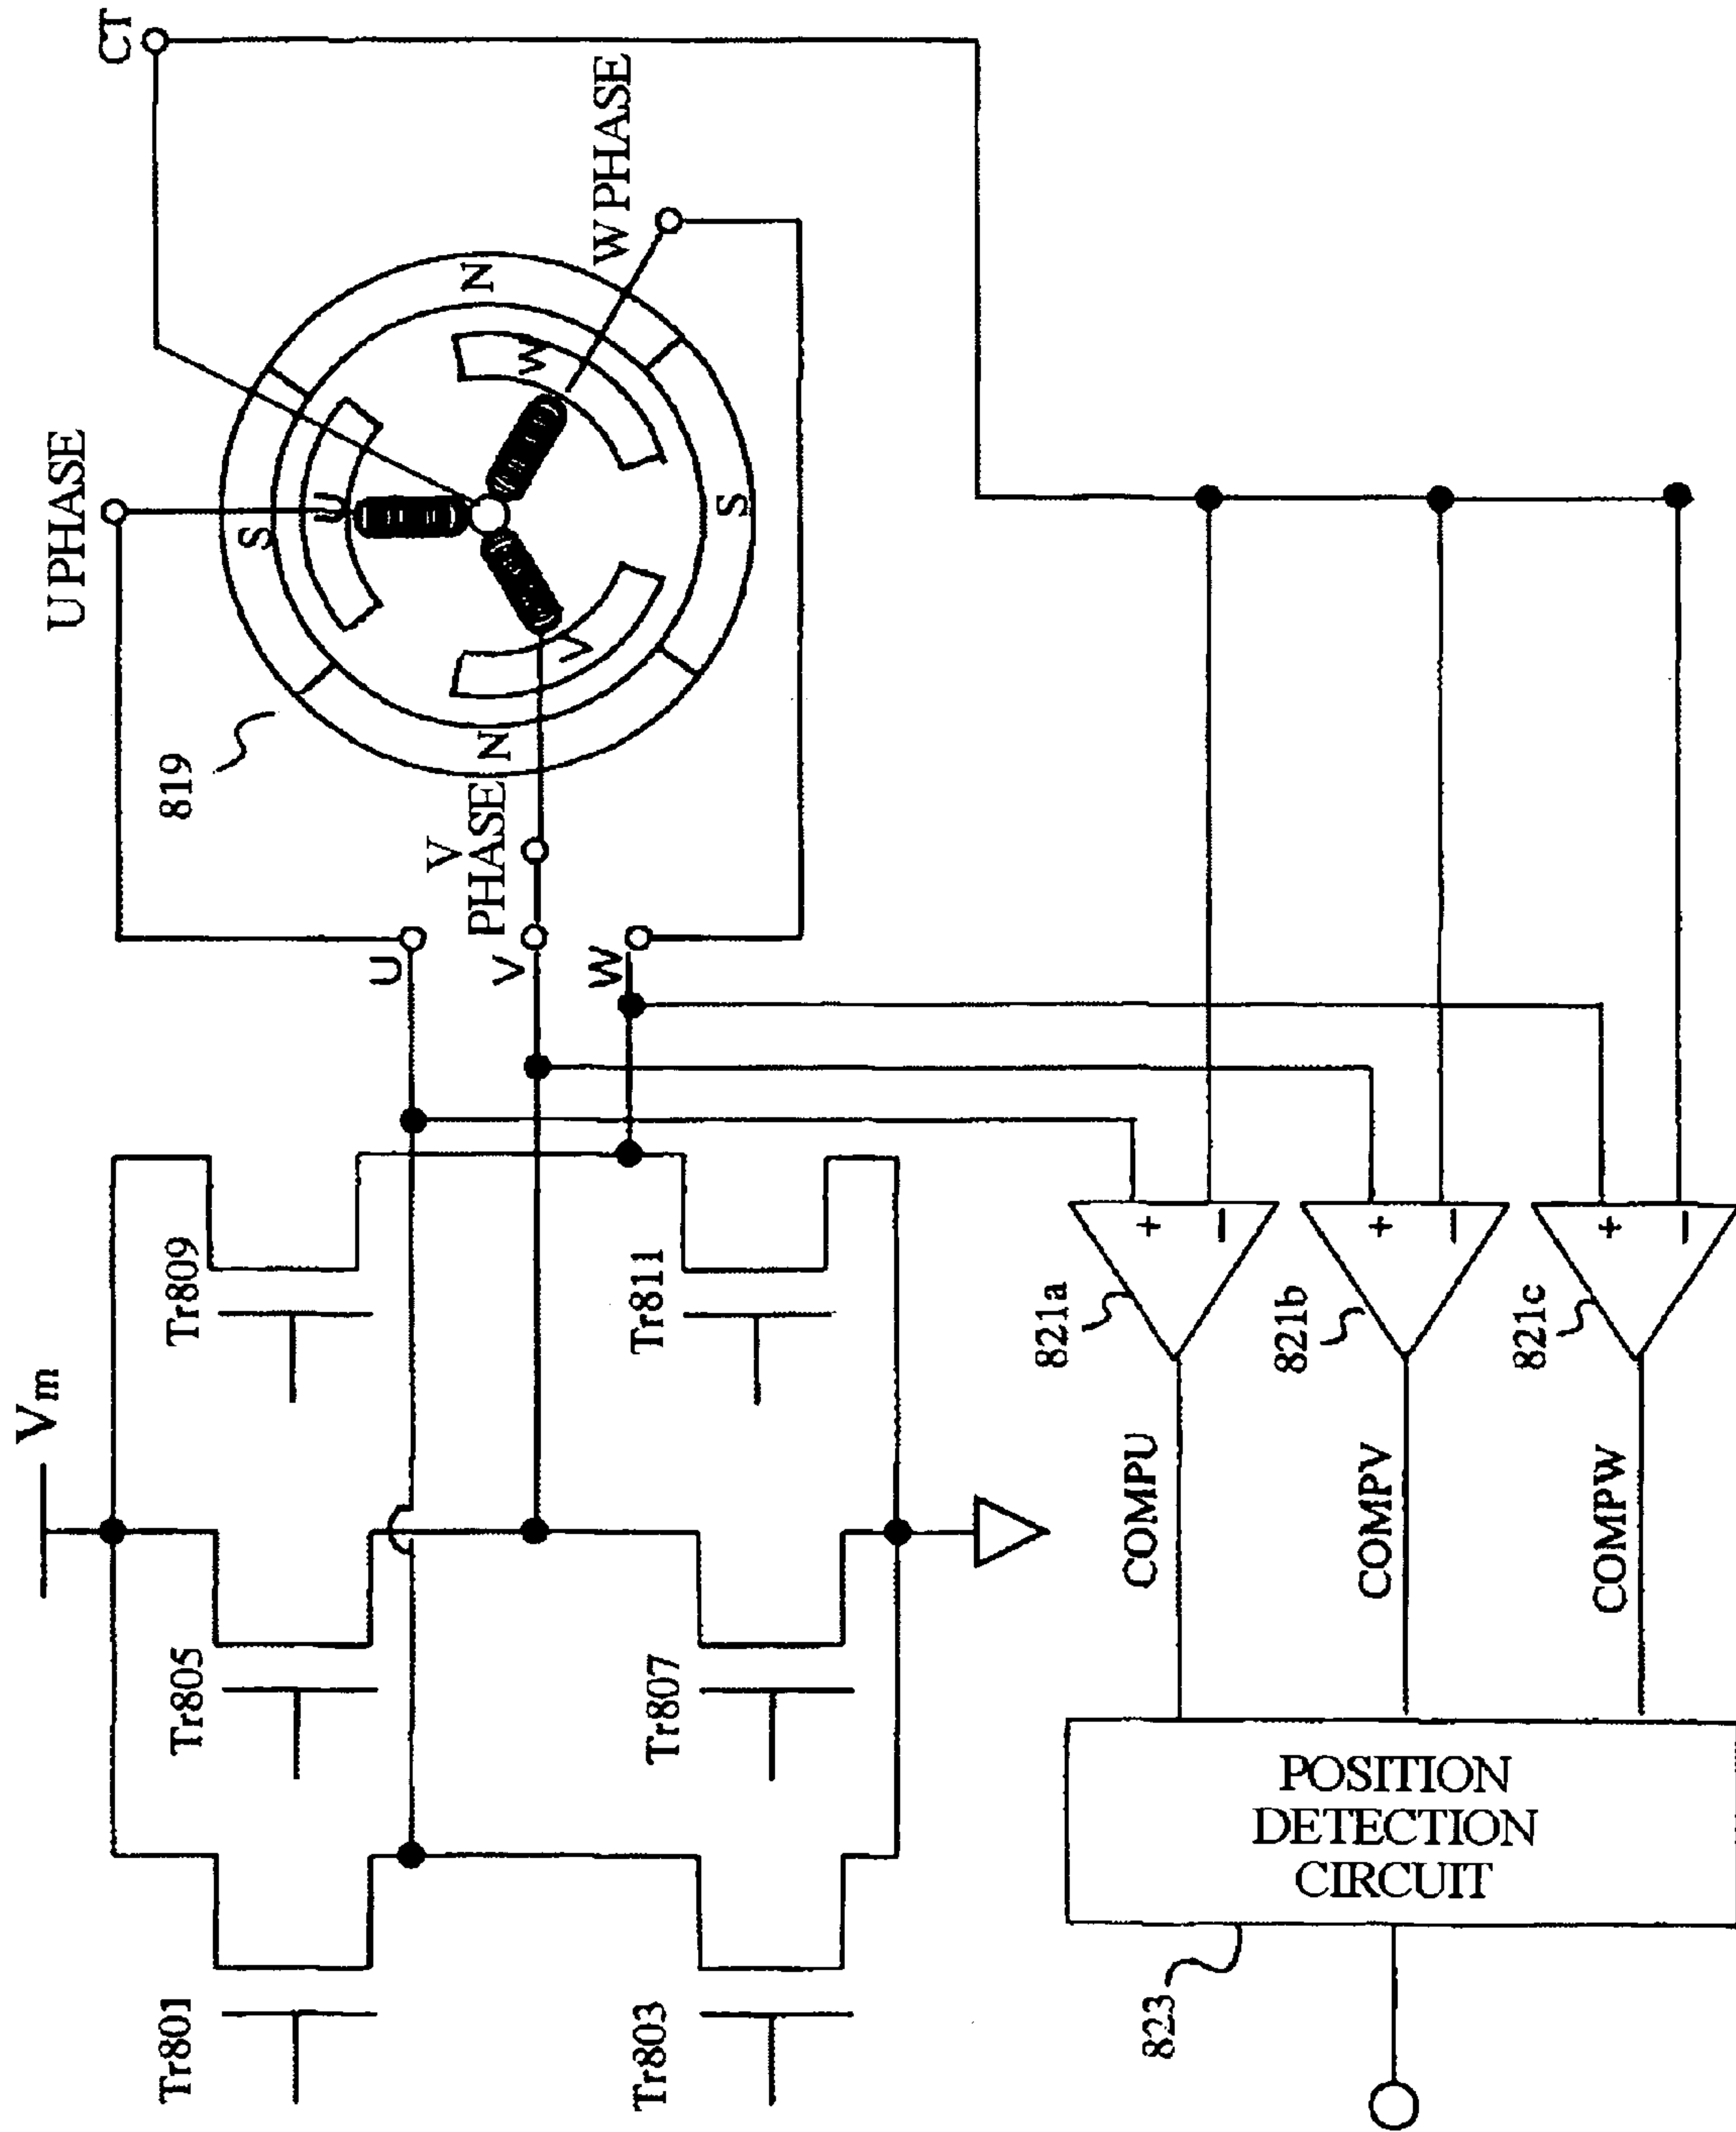 Vm
Tr801
Tr805
Tr809
Tr803
Tr807
Tr811
U
V
W
U PHASE
V
PHASE
W PHASE
CT
819
S
N
N
S
U
V
W
821a
+
−
821b
+
−
821c
+
−
COMPU
COMPV
COMPW
POSITION
DETECTION
CIRCUIT
823